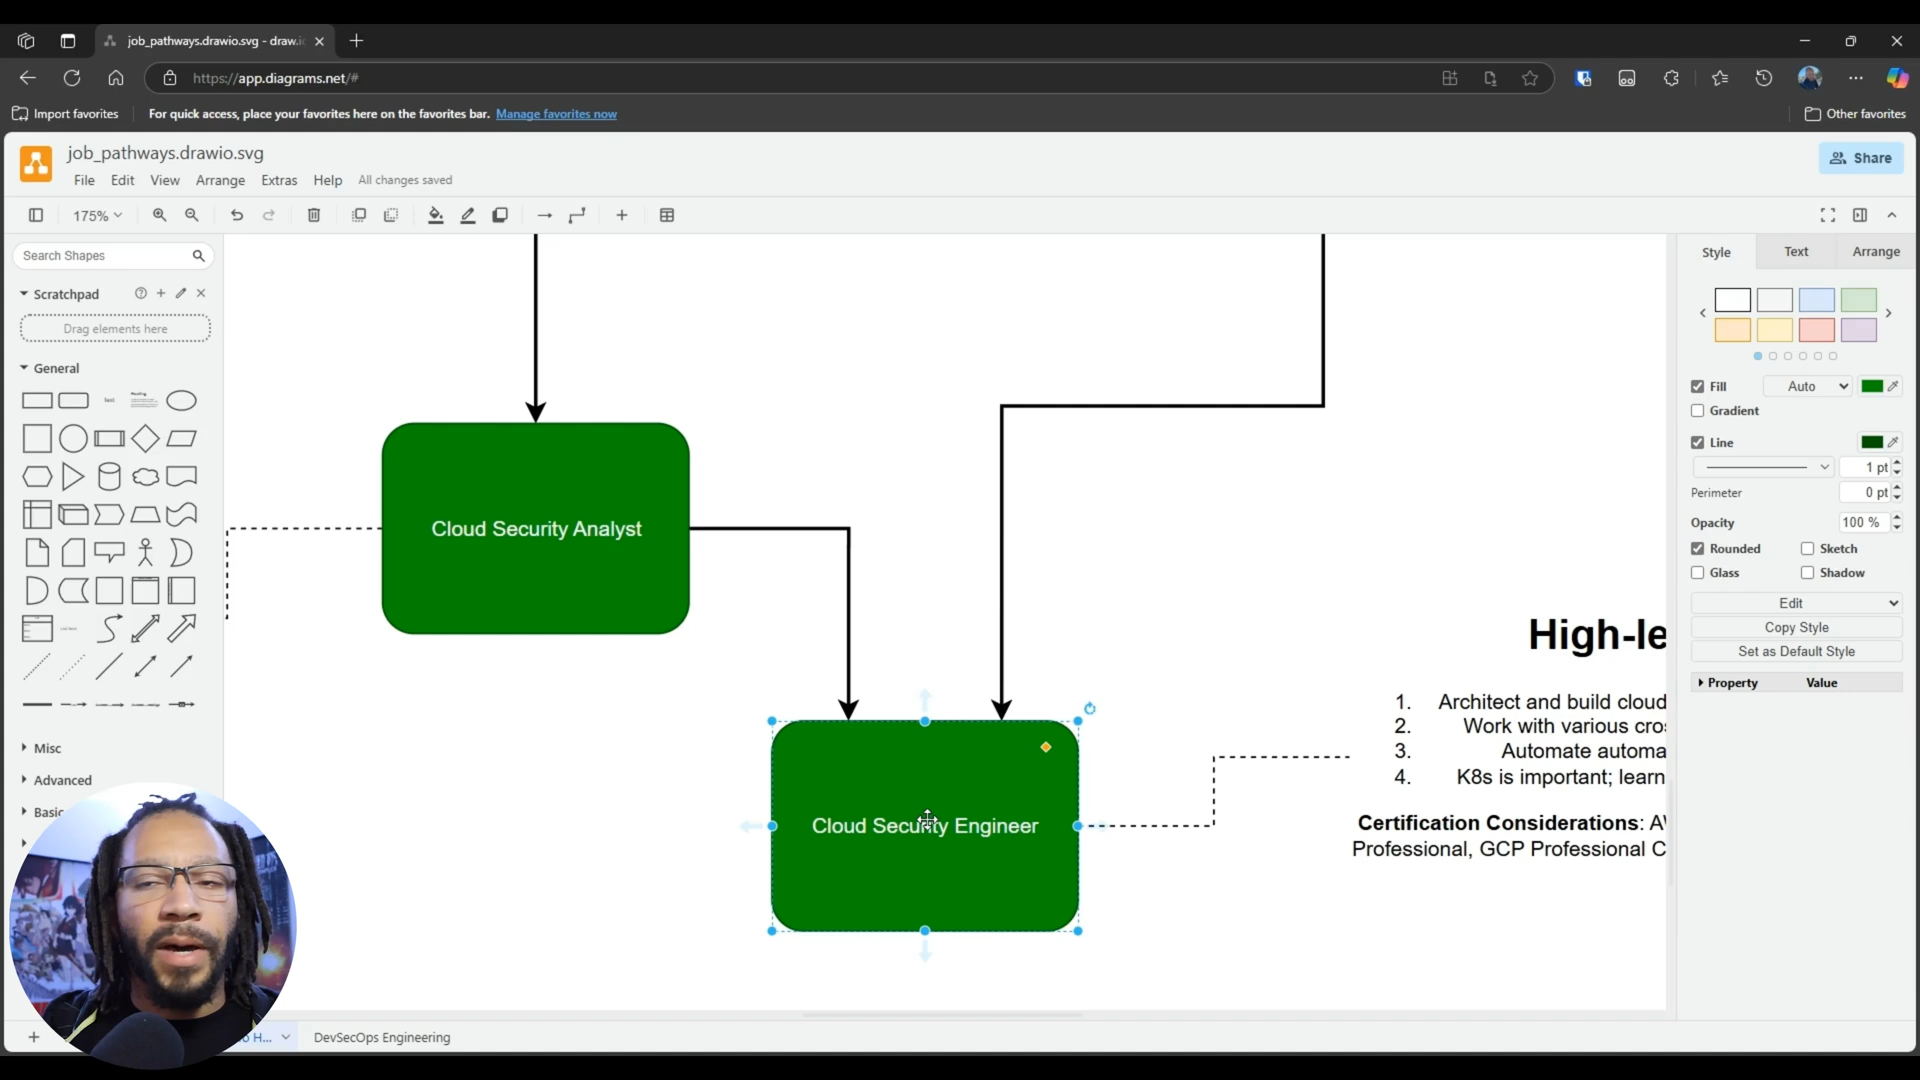 job_pathways.drawio.svg - draw.i
https://app.diagrams.net/#
Import favorites
For quick access, place your favorites here on the favorites bar. Manage favorites now
Other favorites
job_pathways.drawio.svg
File Edit View Arrange Extras Help All changes saved
Share
175%
Search Shapes
Scratchpad
Drag elements here
General
Text
Heading
Misc
Advanced
Basic
Cloud Security Analyst
Cloud Security Engineer
High-le
1. Architect and build cloud
2. Work with various cro
3. Automate automa
4. K8s is important; learn
Certification Considerations: A
Professional, GCP Professional C
Style Text Arrange
Fill Auto
Gradient
Line
1 pt
Perimeter 0 pt
Opacity 100 %
Rounded Sketch
Glass Shadow
Edit
Copy Style
Set as Default Style
Property Value
H... DevSecOps Engineering